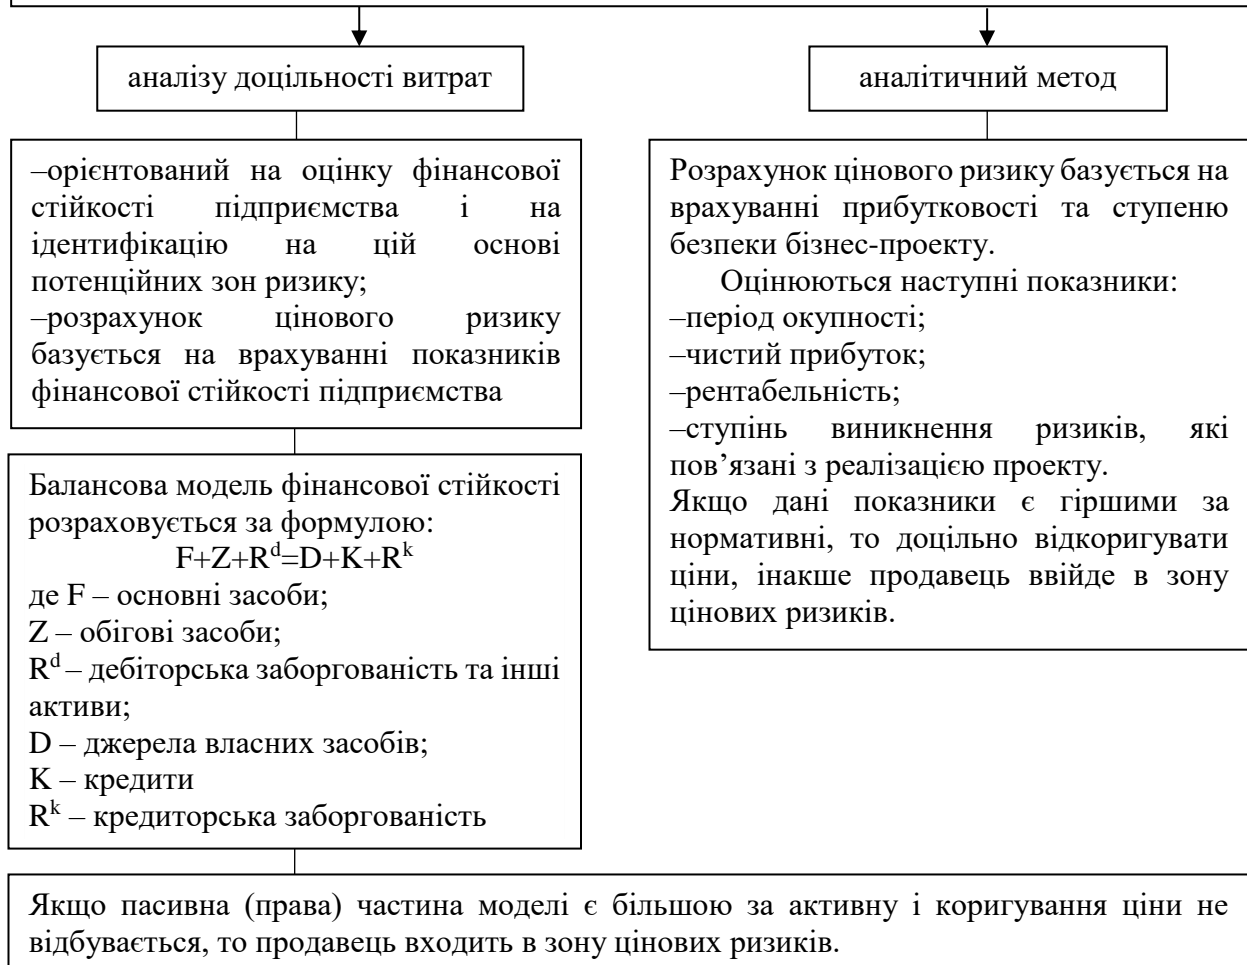 аналізу доцільності витрат
аналітичний метод
–орієнтований на оцінку фінансової
стійкості підприємства і на
ідентифікацію на цій основі
потенційних зон ризику;
–розрахунок цінового ризику
базується на врахуванні показників
фінансової стійкості підприємства
Балансова модель фінансової стійкості
розраховується за формулою:
F+Z+Rᵈ=D+K+Rᵏ
де F – основні засоби;
Z – обігові засоби;
Rᵈ – дебіторська заборгованість та інші
активи;
D – джерела власних засобів;
K – кредити
Rᵏ – кредиторська заборгованість
Розрахунок цінового ризику базується на
врахуванні прибутковості та ступеню
безпеки бізнес-проекту.
Оцінюються наступні показники:
–період окупності;
–чистий прибуток;
–рентабельність;
–ступінь виникнення ризиків, які
пов’язані з реалізацією проекту.
Якщо дані показники є гіршими за
нормативні, то доцільно відкоригувати
ціни, інакше продавець ввійде в зону
цінових ризиків.
Якщо пасивна (права) частина моделі є більшою за активну і коригування ціни не
відбувається, то продавець входить в зону цінових ризиків.